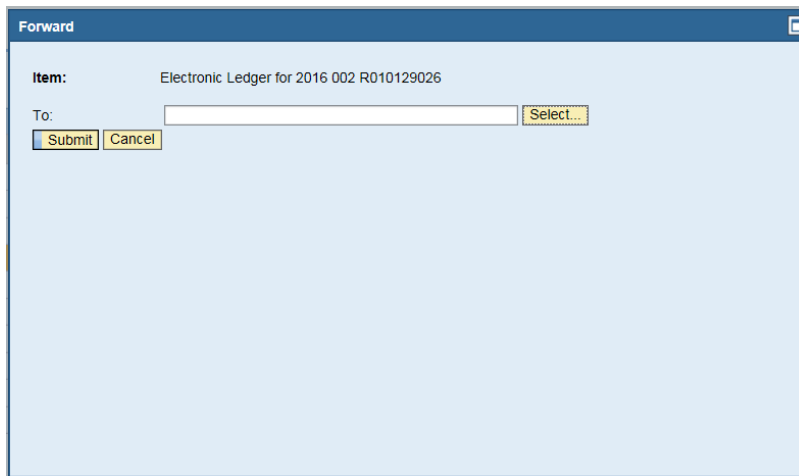 Forward
Item: Electronic Ledger for 2016 002 R010129026
To: Select...
Submit Cancel